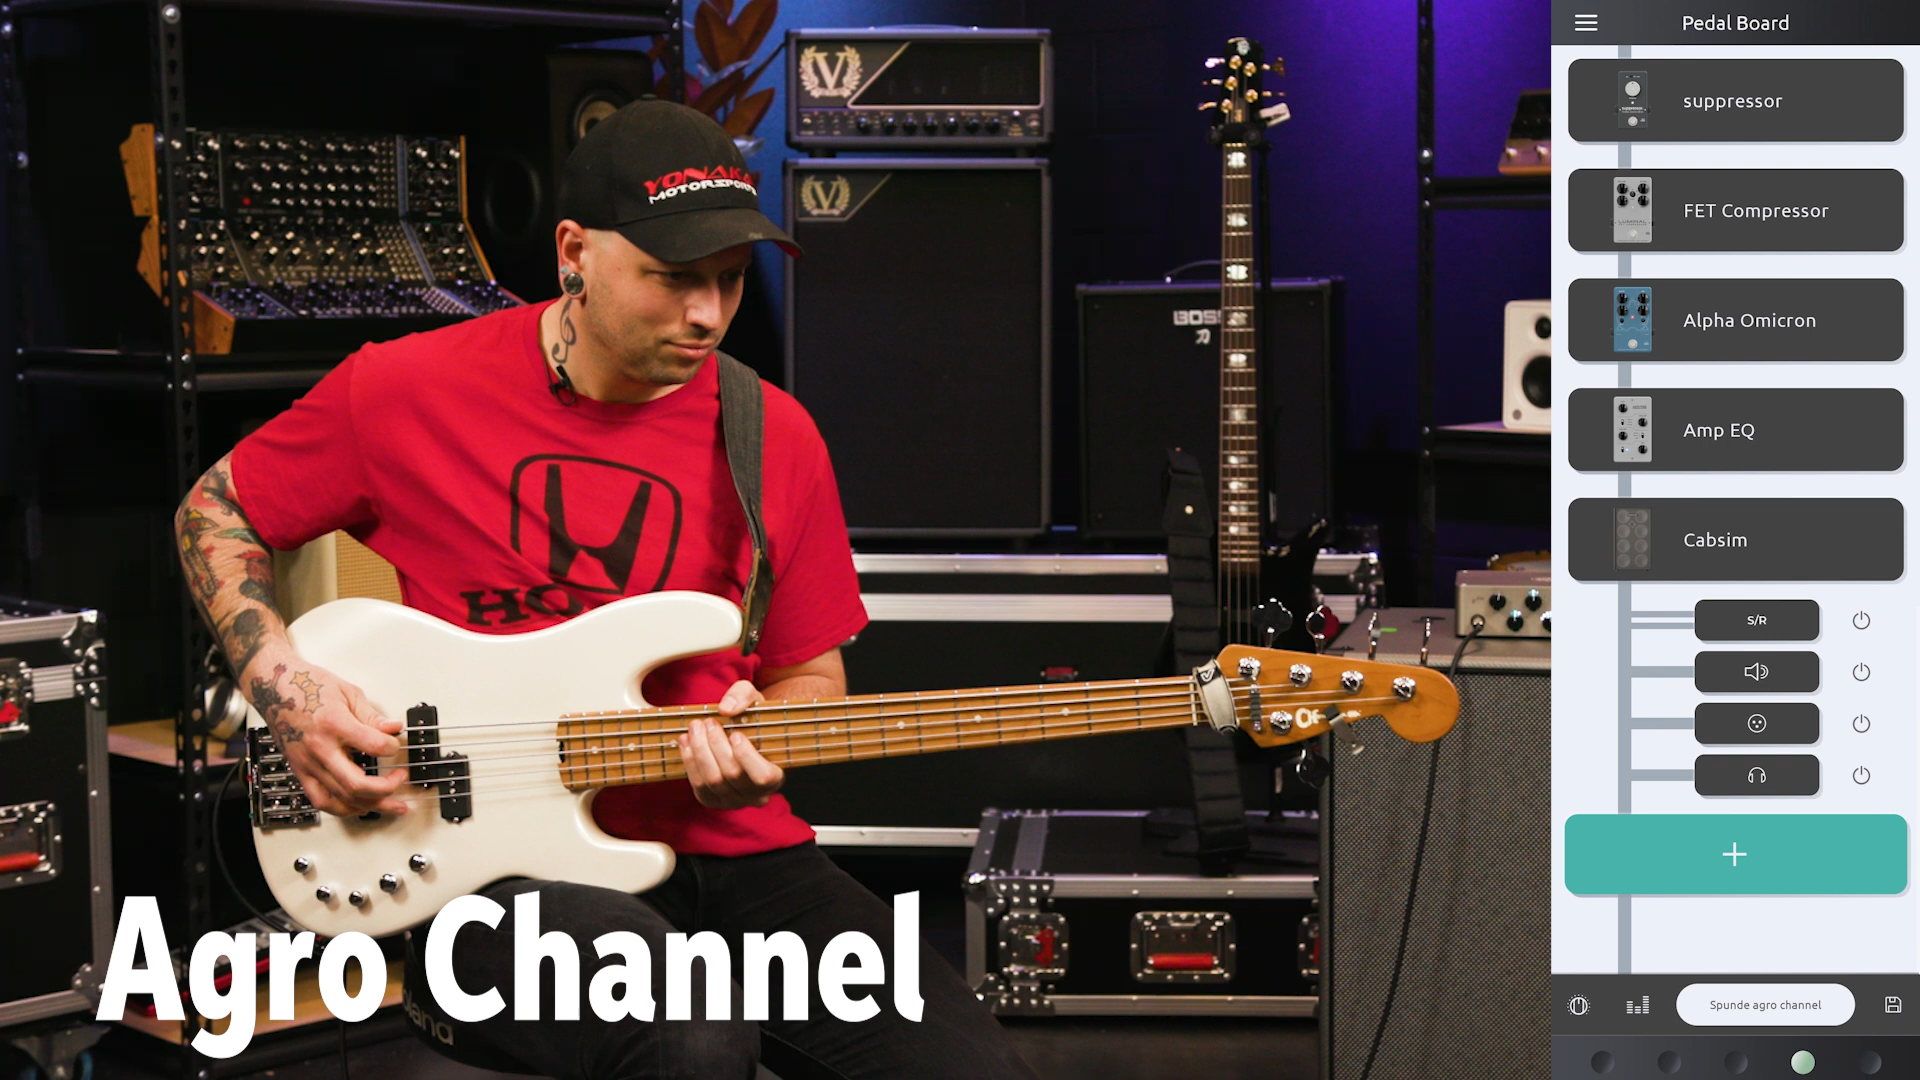 Pedal Board
suppressor
FET Compressor
Alpha Omicron
Amp EQ
Cabsim
S/R
+
Spunde agro channel
YONAKA
MOTORSPORTS
V
V
BOSS
Agro Channel